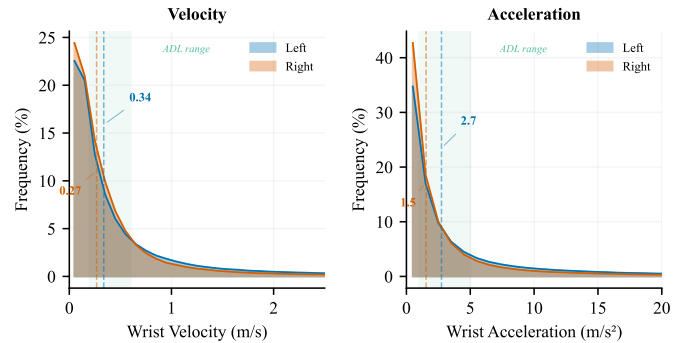 Velocity
Frequency (%)
25
20
15
10
5
0
ADL range
Left
Right
0.34
0.27
0
1
2
Wrist Velocity (m/s)
Acceleration
Frequency (%)
40
30
20
10
0
ADL range
Left
Right
2.7
1.5
0
5
10
15
20
Wrist Acceleration (m/s²)